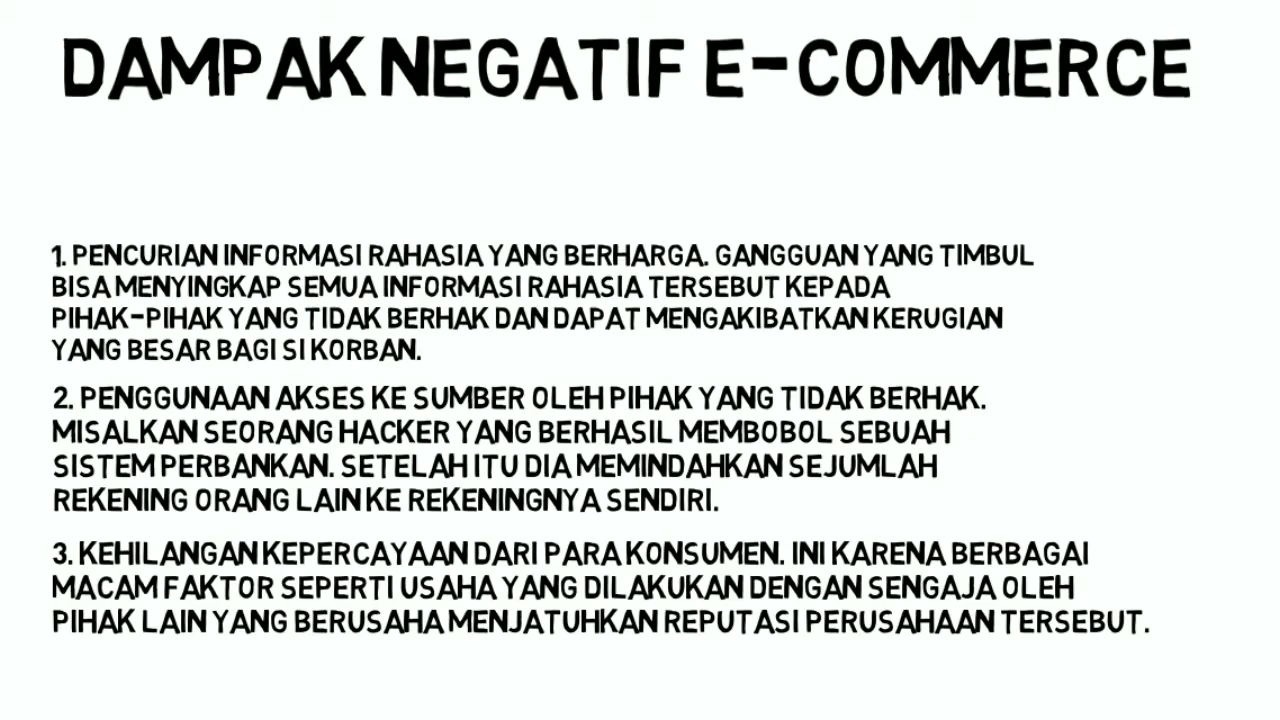 DAMPAK NEGATIF E-COMMERCE
1. PENCURIAN INFORMASI RAHASIA YANG BERHARGA. GANGGUAN YANG TIMBUL
BISA MENYINGKAP SEMUA INFORMASI RAHASIA TERSEBUT KEPADA
PIHAK-PIHAK YANG TIDAK BERHAK DAN DAPAT MENGAKIBATKAN KERUGIAN
YANG BESAR BAGI SI KORBAN.
2. PENGGUNAAN AKSES KE SUMBER OLEH PIHAK YANG TIDAK BERHAK.
MISALKAN SEORANG HACKER YANG BERHASIL MEMBOBOL SEBUAH
SISTEM PERBANKAN. SETELAH ITU DIA MEMINDAHKAN SEJUMLAH
REKENING ORANG LAIN KE REKENINGNYA SENDIRI.
3. KEHILANGAN KEPERCAYAAN DARI PARA KONSUMEN. INI KARENA BERBAGAI
MACAM FAKTOR SEPERTI USAHA YANG DILAKUKAN DENGAN SENGAJA OLEH
PIHAK LAIN YANG BERUSAHA MENJATUHKAN REPUTASI PERUSAHAAN TERSEBUT.